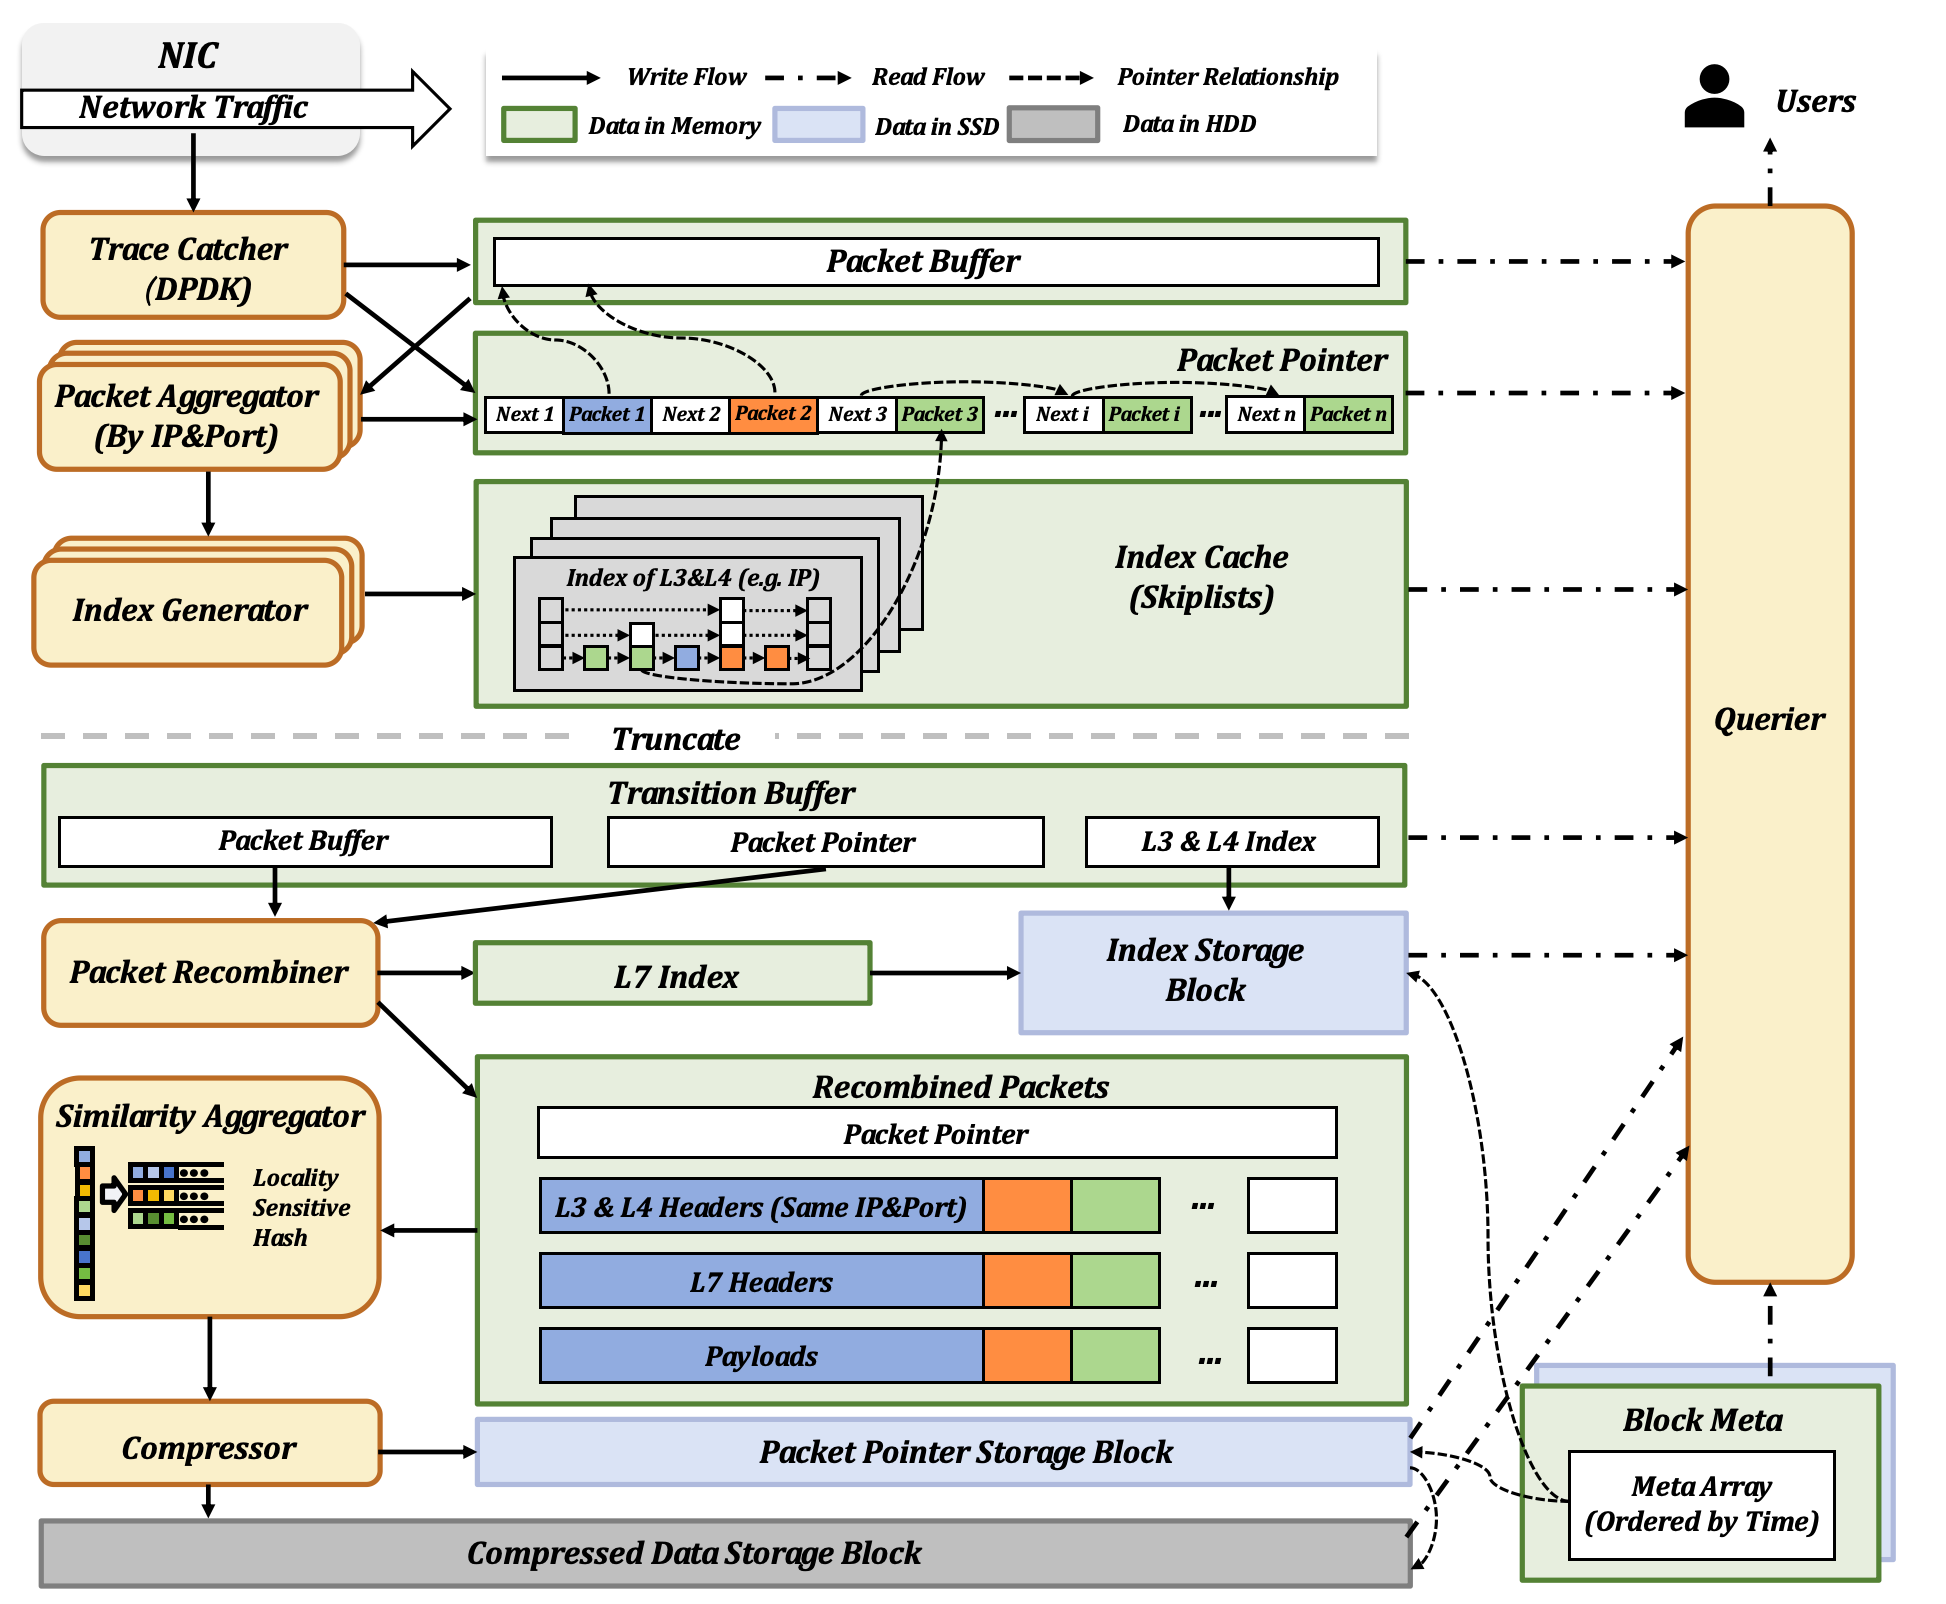 NIC
Network Traffic
Write Flow
Read Flow
Pointer Relationship
Data in Memory
Data in SSD
Data in HDD
Users
Trace Catcher
(DPDK)
Packet Buffer
Packet Aggregator
(By IP&Port)
Packet Pointer
Next 1
Packet 1
Next 2
Packet 2
Next 3
Packet 3
...
Next i
Packet i
...
Next n
Packet n
Index Generator
Index of L3&L4 (e.g. IP)
Index Cache
(Skiplists)
Querier
Truncate
Transition Buffer
Packet Buffer
Packet Pointer
L3 & L4 Index
Packet Recombiner
L7 Index
Index Storage
Block
Similarity Aggregator
Locality
Sensitive
Hash
Recombined Packets
Packet Pointer
L3 & L4 Headers (Same IP&Port)
...
L7 Headers
...
Payloads
...
Compressor
Packet Pointer Storage Block
Compressed Data Storage Block
Block Meta
Meta Array
(Ordered by Time)